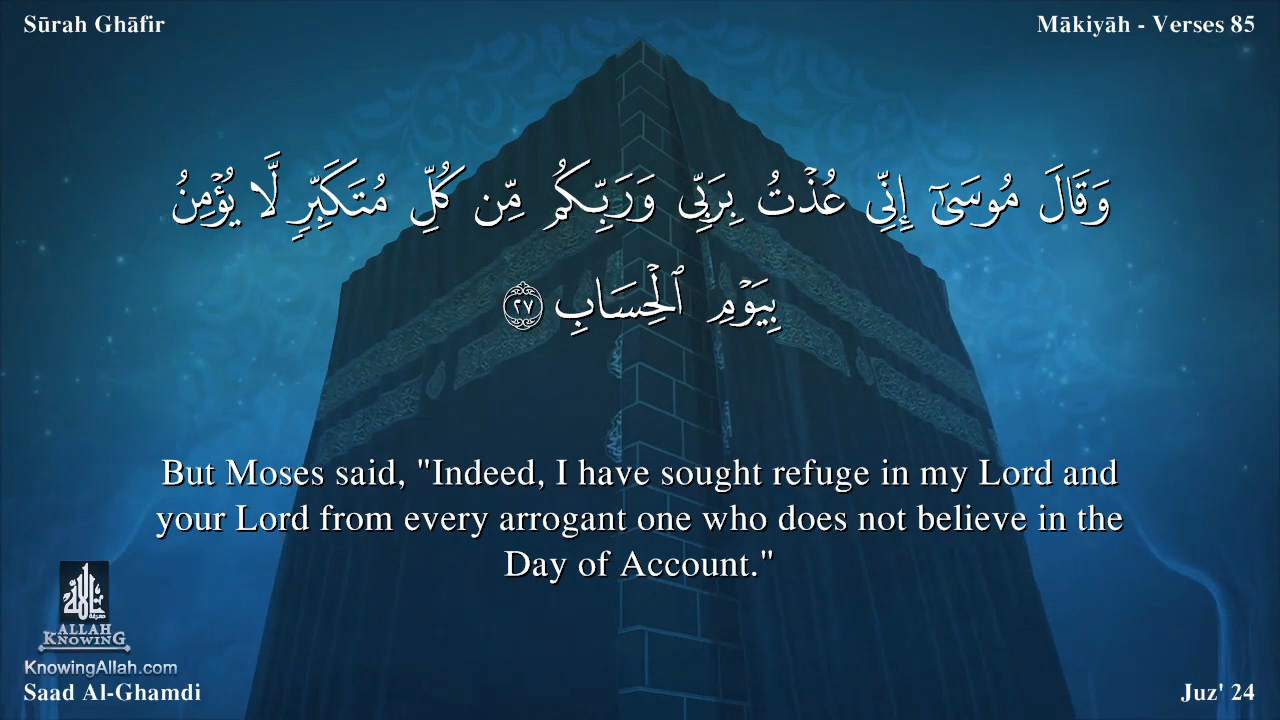 Sūrah Ghāfir
Mākiyāh - Verses 85
وَقَالَ مُوسَىٰٓ إِنِّي عُذْتُ بِرَبِّي وَرَبِّكُم مِّن كُلِّ مُتَكَبِّرٍ لَّا يُؤْمِنُ
بِيَوْمِ ٱلْحِسَابِ ٢٧
But Moses said, "Indeed, I have sought refuge in my Lord and
your Lord from every arrogant one who does not believe in the
Day of Account."
ALLAH
KNOWING
KnowingAllah.com
Saad Al-Ghamdi
Juz' 24